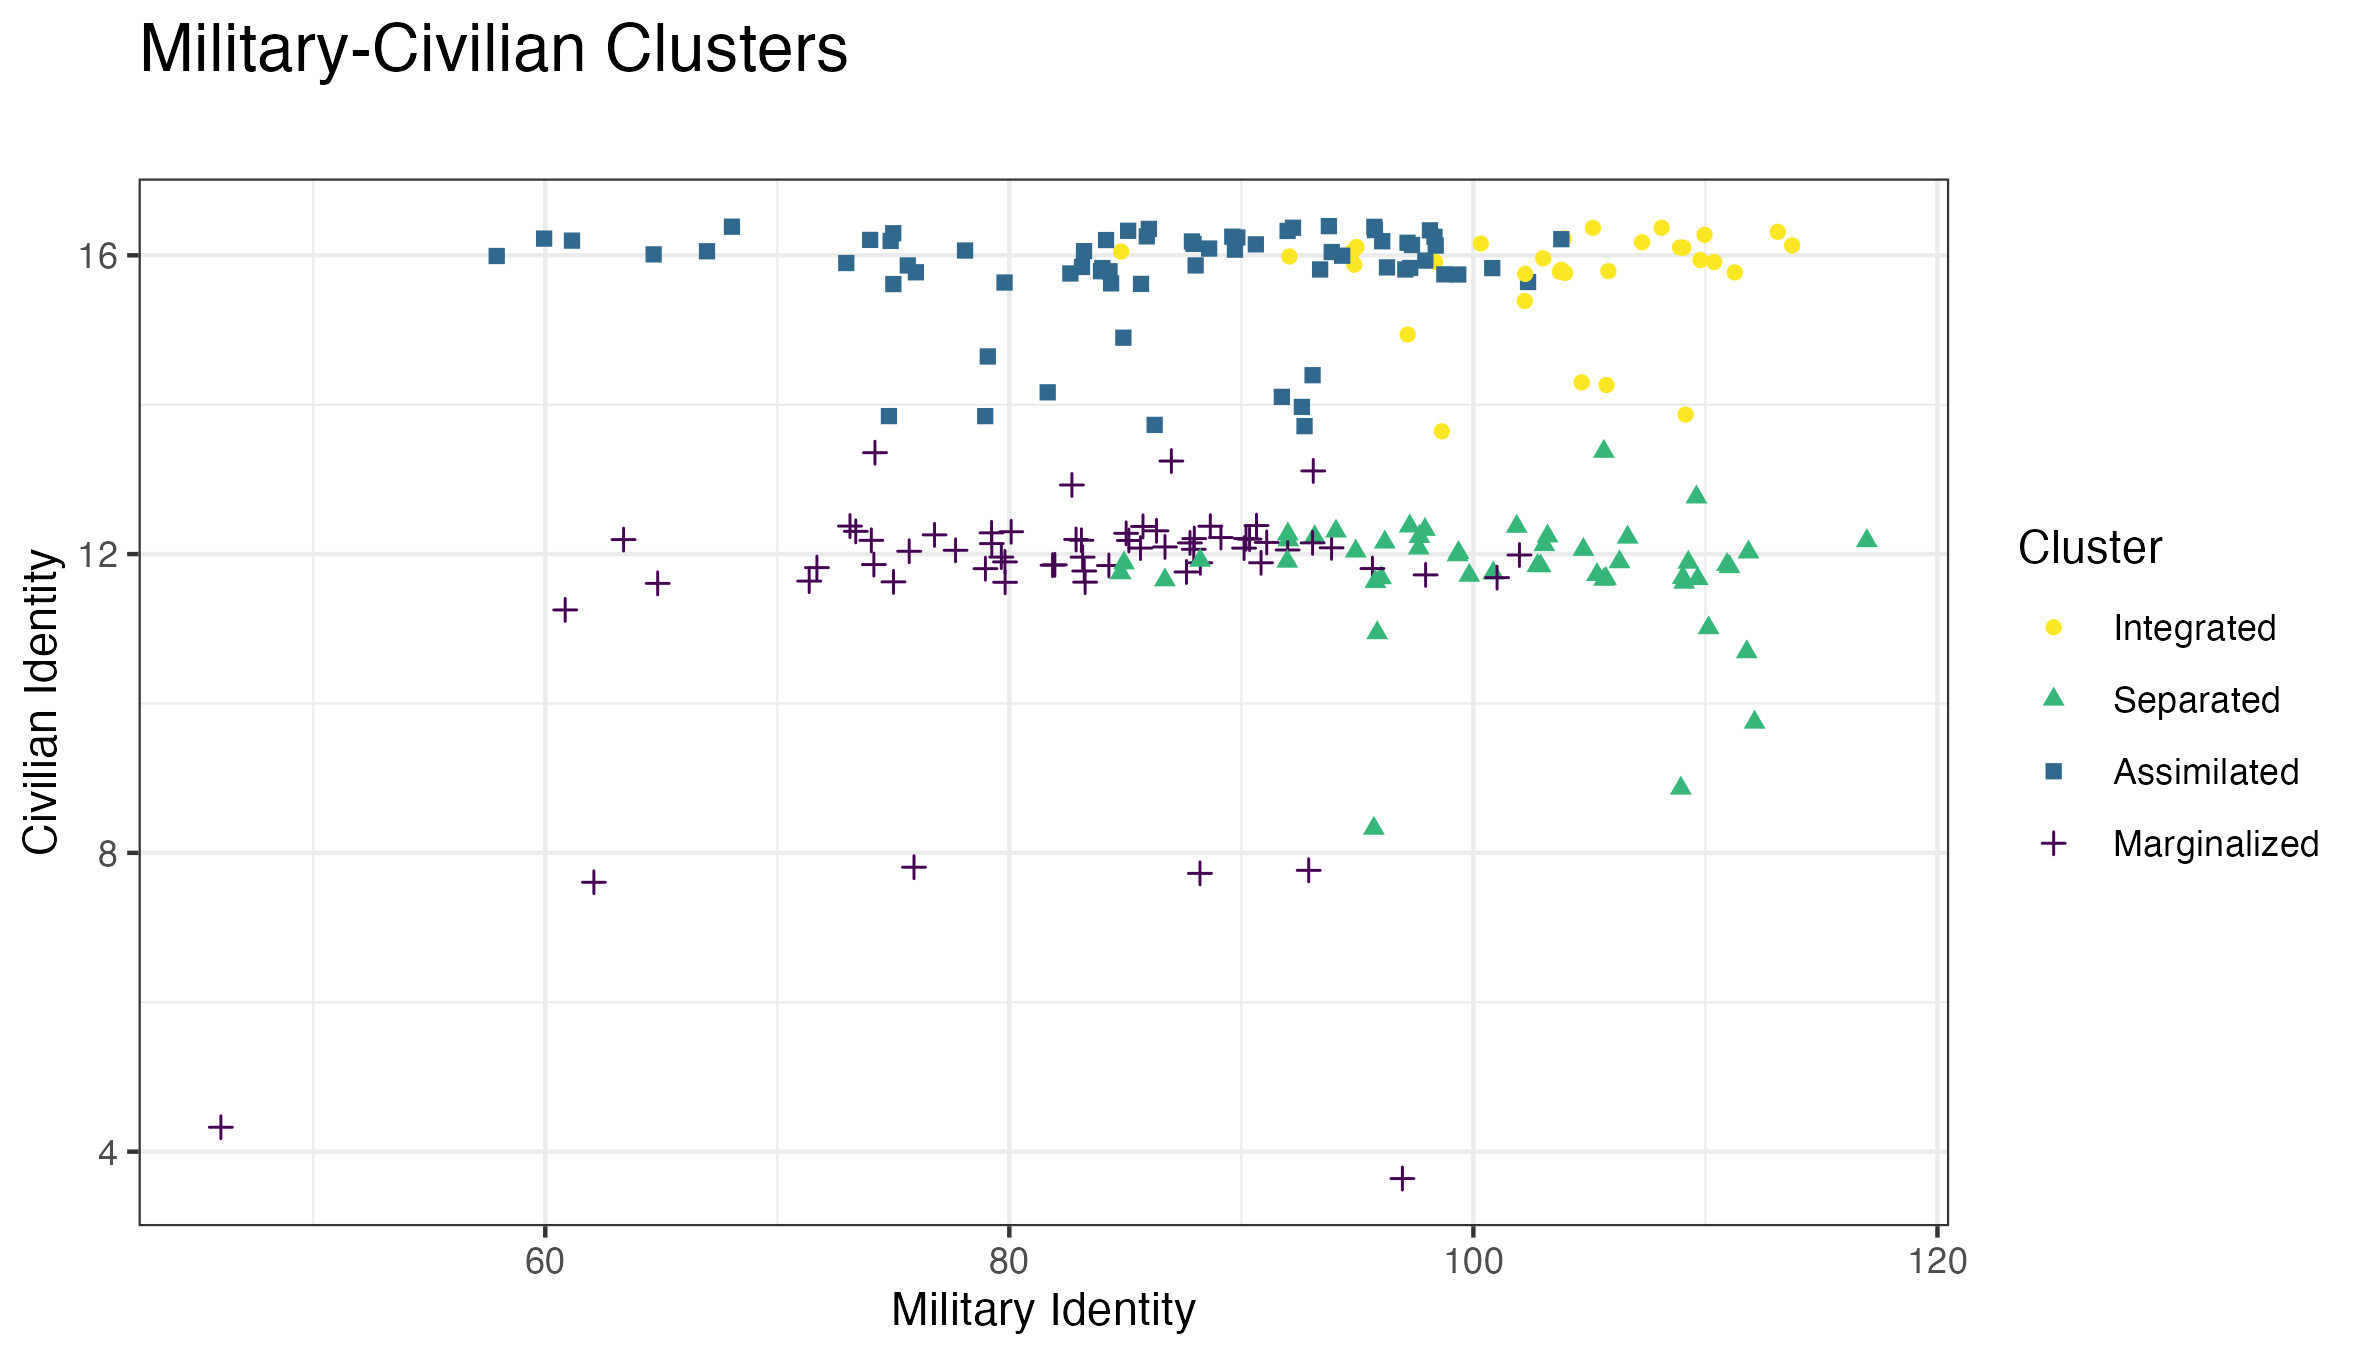 Military-Civilian Clusters
16
12
8
4
Civilian Identity
60
80
100
120
Military Identity
Cluster
Integrated
Separated
Assimilated
Marginalized